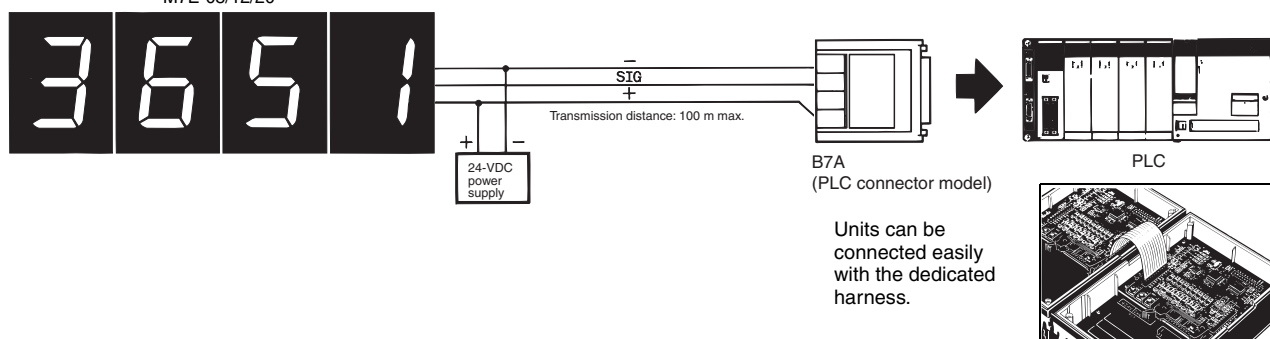 3651
−
SIG
+
Transmission distance: 100 m max.
+ −
24-VDC
power
supply
B7A
(PLC connector model)
PLC
Units can be
connected easily
with the dedicated
harness.